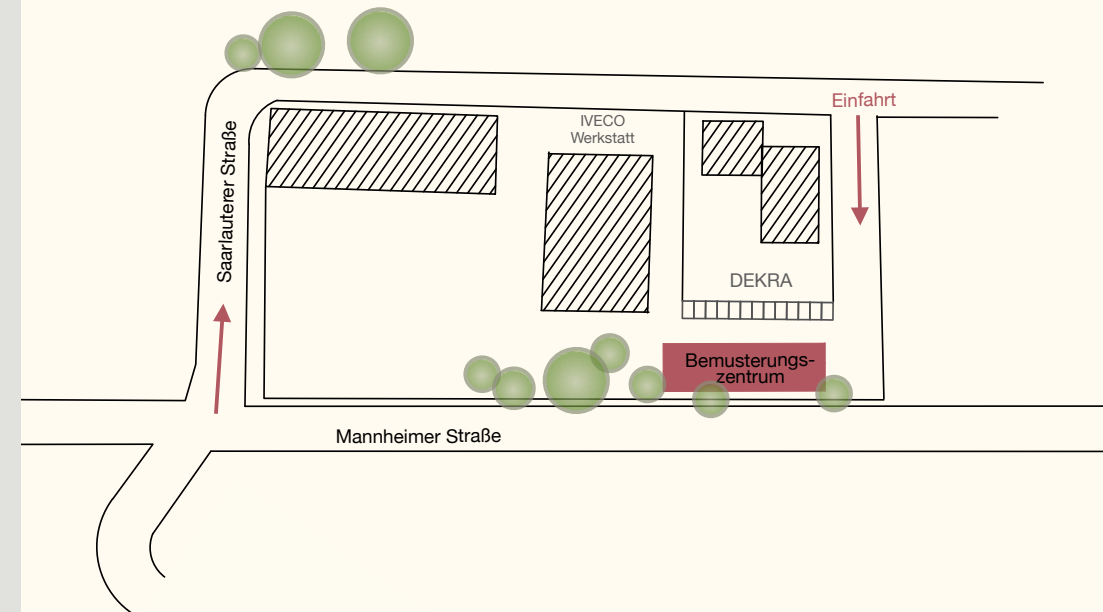 Einfahrt
IVECO
Werkstatt
Saarlauterer Straße
DEKRA
Bemusterungs-
zentrum
Mannheimer Straße